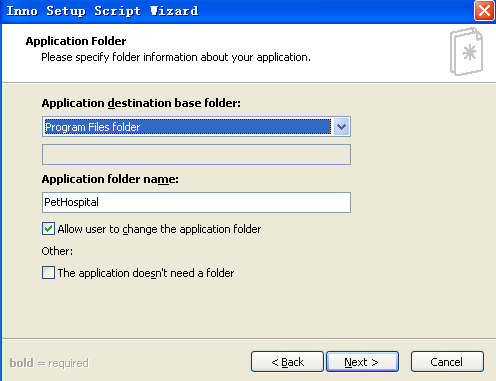 Inno Setup Script Wizard
Application Folder
Please specify folder information about your application.
Application destination base folder:
Program Files folder
Application folder name:
PetHospital
Allow user to change the application folder
Other:
The application doesn't need a folder
bold = required
< Back
Next >
Cancel